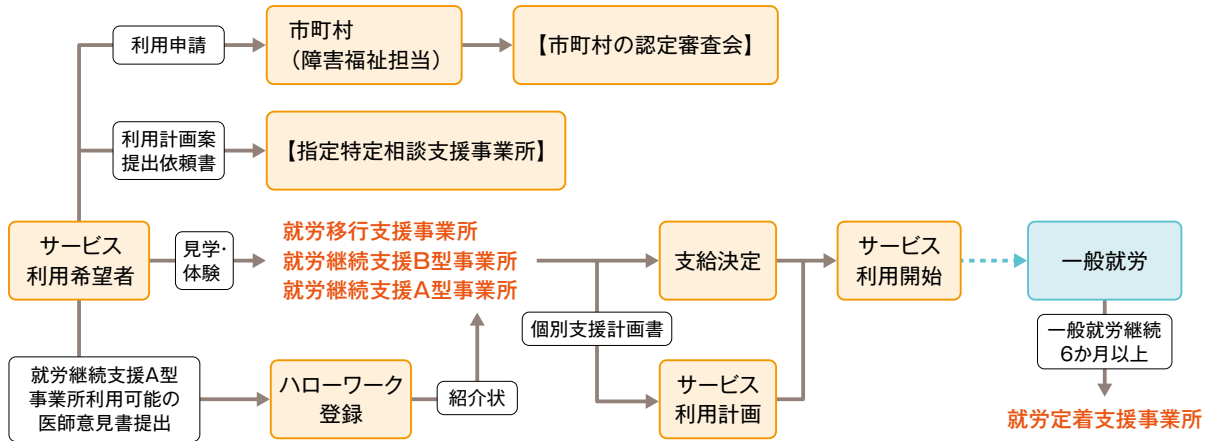 利用申請
市町村
（障害福祉担当）
【市町村の認定審査会】
利用計画案
提出依頼書
【指定特定相談支援事業所】
サービス
利用希望者
見学・
体験
就労移行支援事業所
就労継続支援B型事業所
就労継続支援A型事業所
支給決定
サービス
利用開始
一般就労
個別支援計画書
一般就労継続
6か月以上
就労継続支援A型
事業所利用可能の
医師意見書提出
ハローワーク
登録
紹介状
サービス
利用計画
就労定着支援事業所